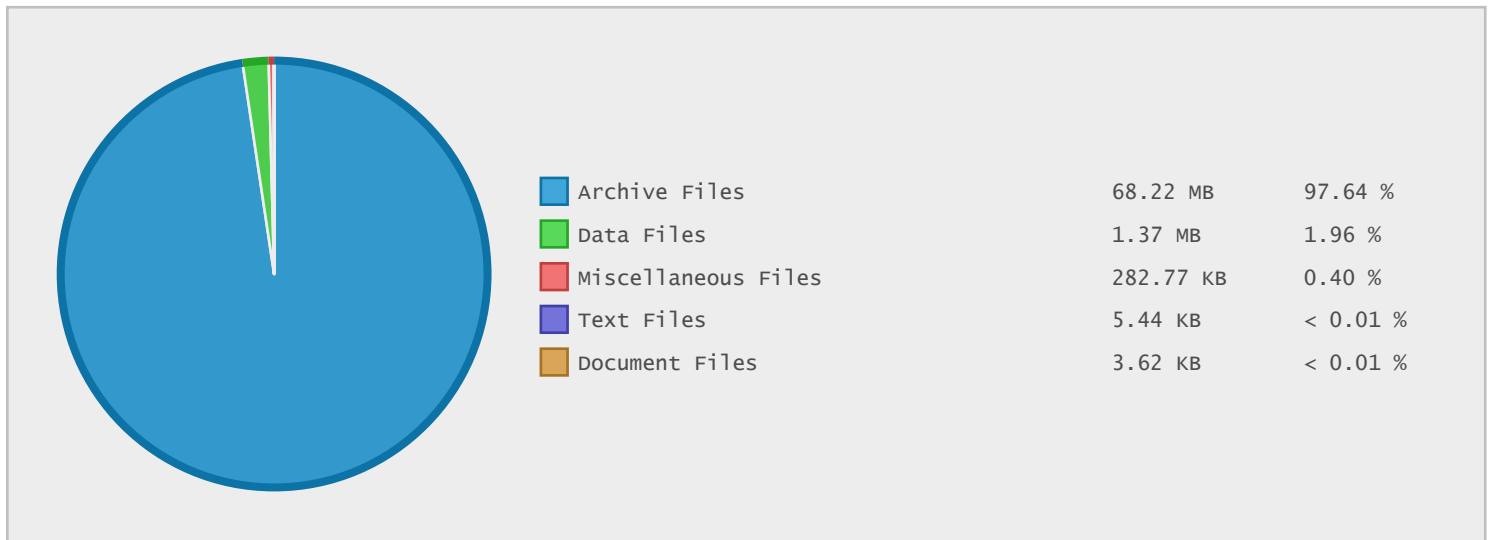 Archive Files 68.22 MB 97.64 %
Data Files 1.37 MB 1.96 %
Miscellaneous Files 282.77 KB 0.40 %
Text Files 5.44 KB < 0.01 %
Document Files 3.62 KB < 0.01 %